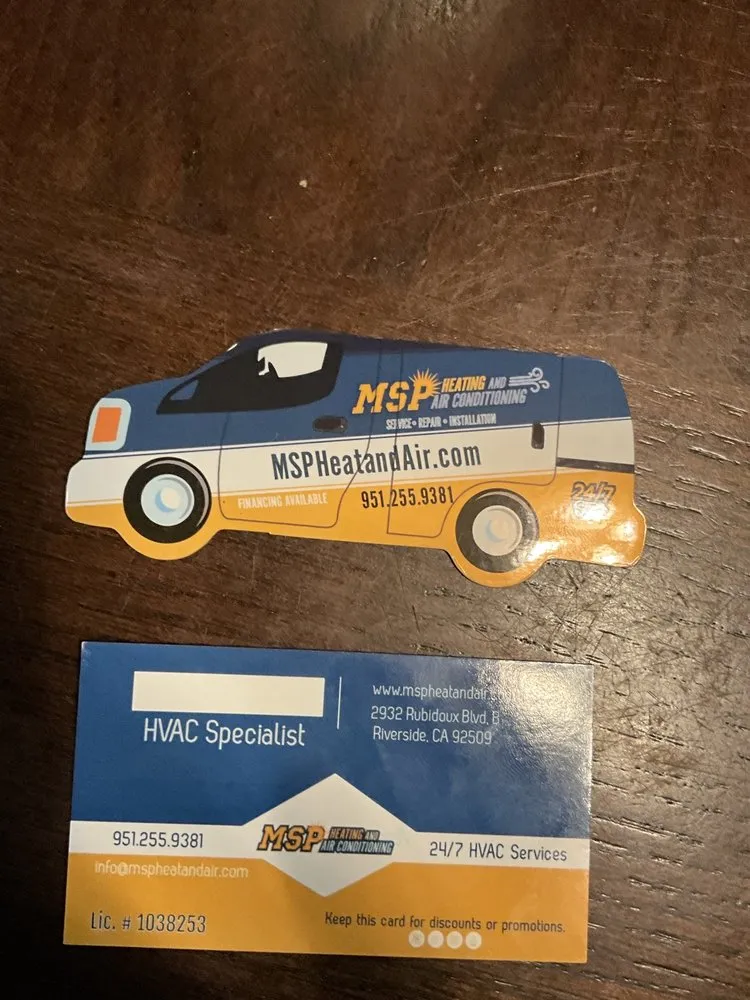 MSP HEATING AND
AIR CONDITIONING
SERVICE • REPAIR • INSTALLATION
MSPHeatandAir.com
FINANCING AVAILABLE
951.255.9381
24/7
HVAC Specialist
www.mspheatandair.com
2932 Rubidoux Blvd, B
Riverside, CA 92509
951.255.9381
MSP HEATING AND
AIR CONDITIONING
24/7 HVAC Services
info@mspheatandair.com
Lic. # 1038253
Keep this card for discounts or promotions.